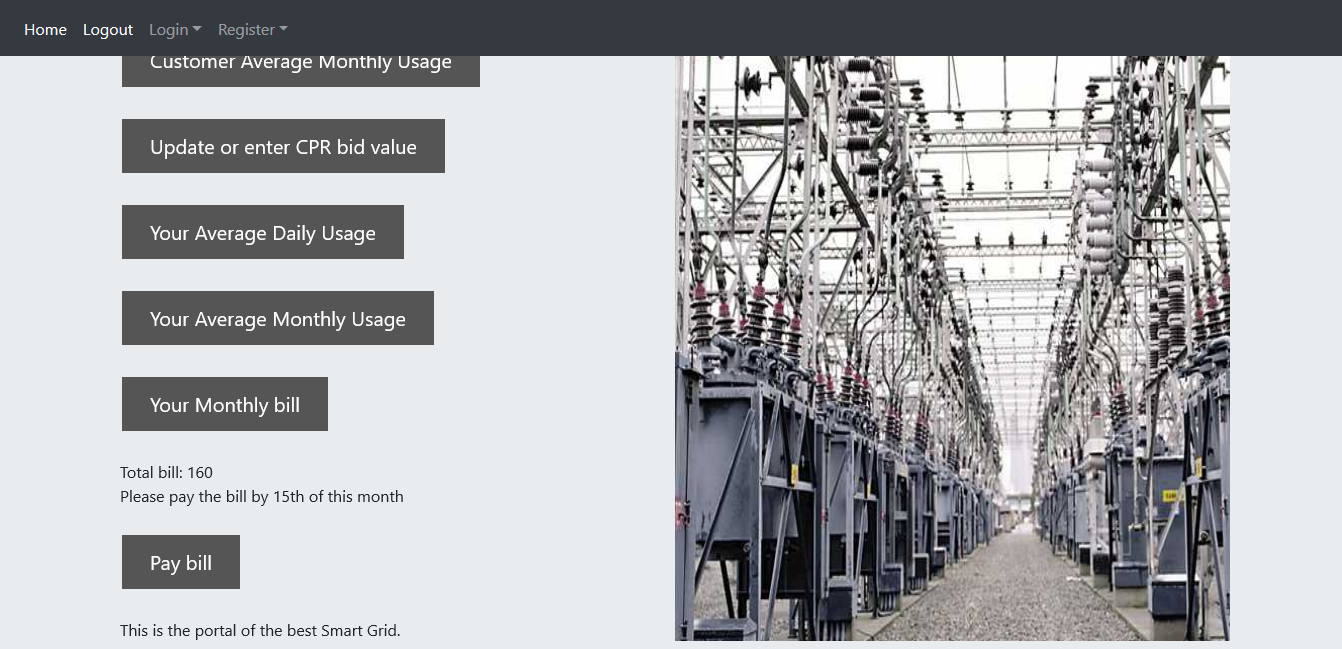 Home Logout Login Register
Customer Average Monthly Usage
Update or enter CPR bid value
Your Average Daily Usage
Your Average Monthly Usage
Your Monthly bill
Total bill: 160
Please pay the bill by 15th of this month
Pay bill
This is the portal of the best Smart Grid.